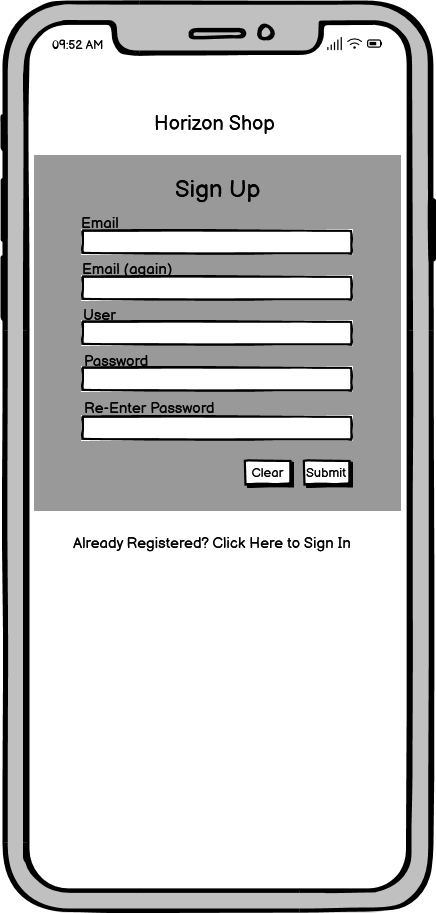 09:52 AM
Horizon Shop
Sign Up
Email
Email (again)
User
Password
Re-Enter Password
Clear Submit
Already Registered? Click Here to Sign In